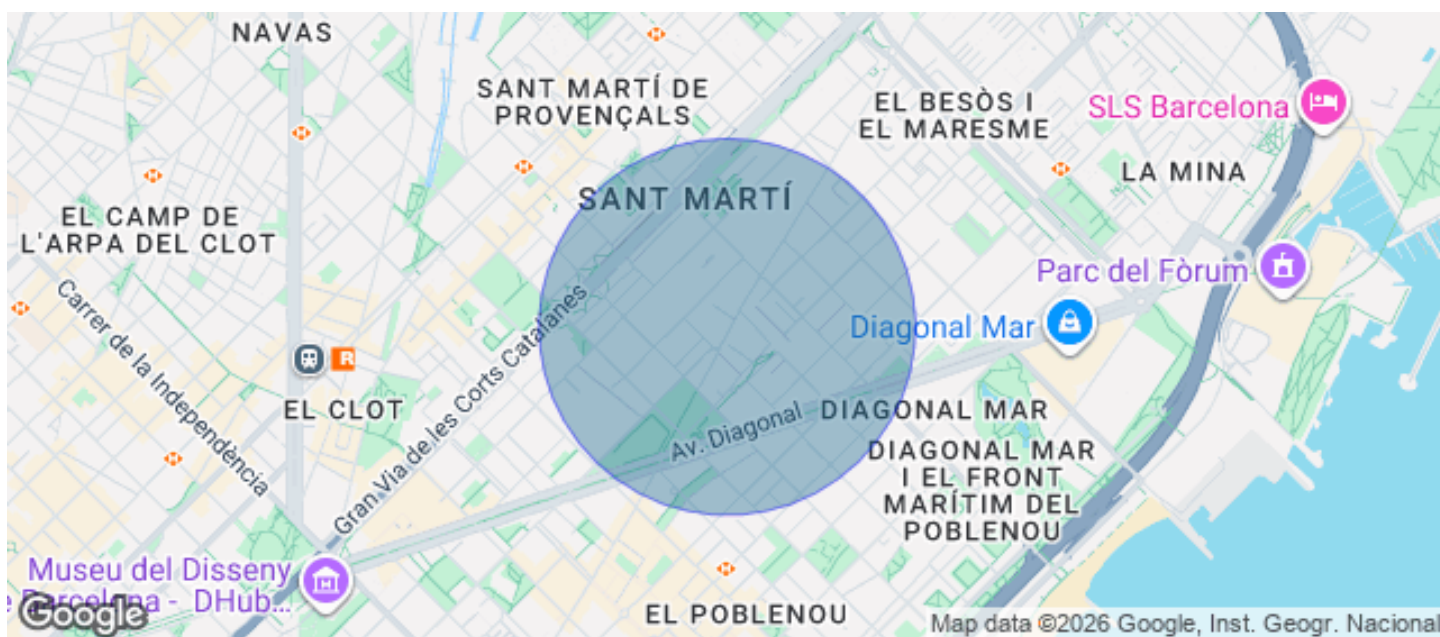 NAVAS
SANT MARTÍ DE
PROVENÇALS
EL BESÒS I
EL MARESME
SLS Barcelona
LA MINA
SANT MARTÍ
EL CAMP DE
L'ARPA DEL CLOT
Parc del Fòrum
Carrer de la Independència
Gran Via de les Corts Catalanes
Diagonal Mar
R
EL CLOT
Av. Diagonal
DIAGONAL MAR
DIAGONAL MAR
I EL FRONT
MARÍTIM DEL
POBLENOU
Museu del Disseny
Barcelona - DHub...
Google
EL POBLENOU
Map data ©2026 Google, Inst. Geogr. Nacional